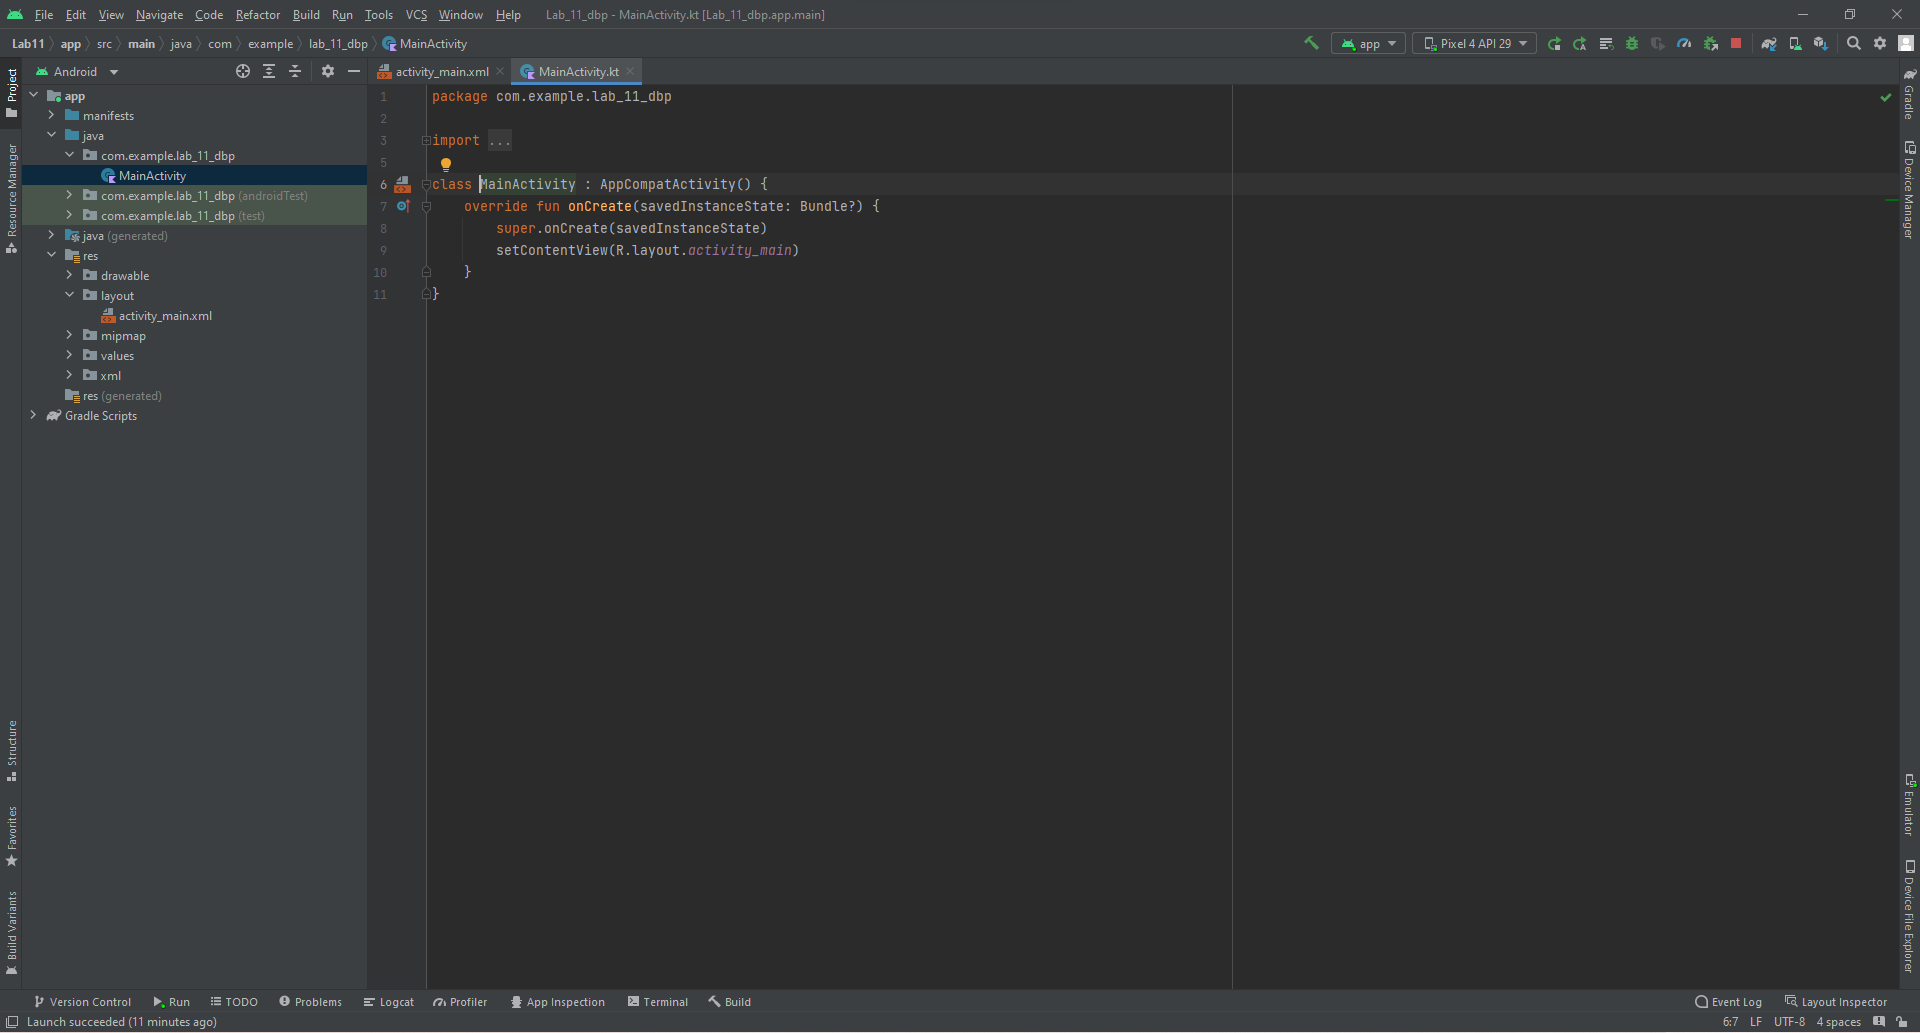 File Edit View Navigate Code Refactor Build Run Tools VCS Window Help Lab_11_dbp - MainActivity.kt [Lab_11_dbp.app.main]
Lab11 app src main java com example lab_11_dbp MainActivity app Pixel 4 API 29
Project
Resource Manager
Structure
Favorites
Build Variants
Android
app
manifests
java
com.example.lab_11_dbp
MainActivity
com.example.lab_11_dbp (androidTest)
com.example.lab_11_dbp (test)
java (generated)
res
drawable
layout
activity_main.xml
mipmap
values
xml
res (generated)
Gradle Scripts
activity_main.xml MainActivity.kt
1 package com.example.lab_11_dbp
2
3 import ...
5
6 class MainActivity : AppCompatActivity() {
7 override fun onCreate(savedInstanceState: Bundle?) {
8 super.onCreate(savedInstanceState)
9 setContentView(R.layout.activity_main)
10 }
11 }
Gradle
Device Manager
Emulator
Device File Explorer
Version Control Run TODO Problems Logcat Profiler App Inspection Terminal Build Event Log Layout Inspector
Launch succeeded (11 minutes ago) 6:7 LF UTF-8 4 spaces